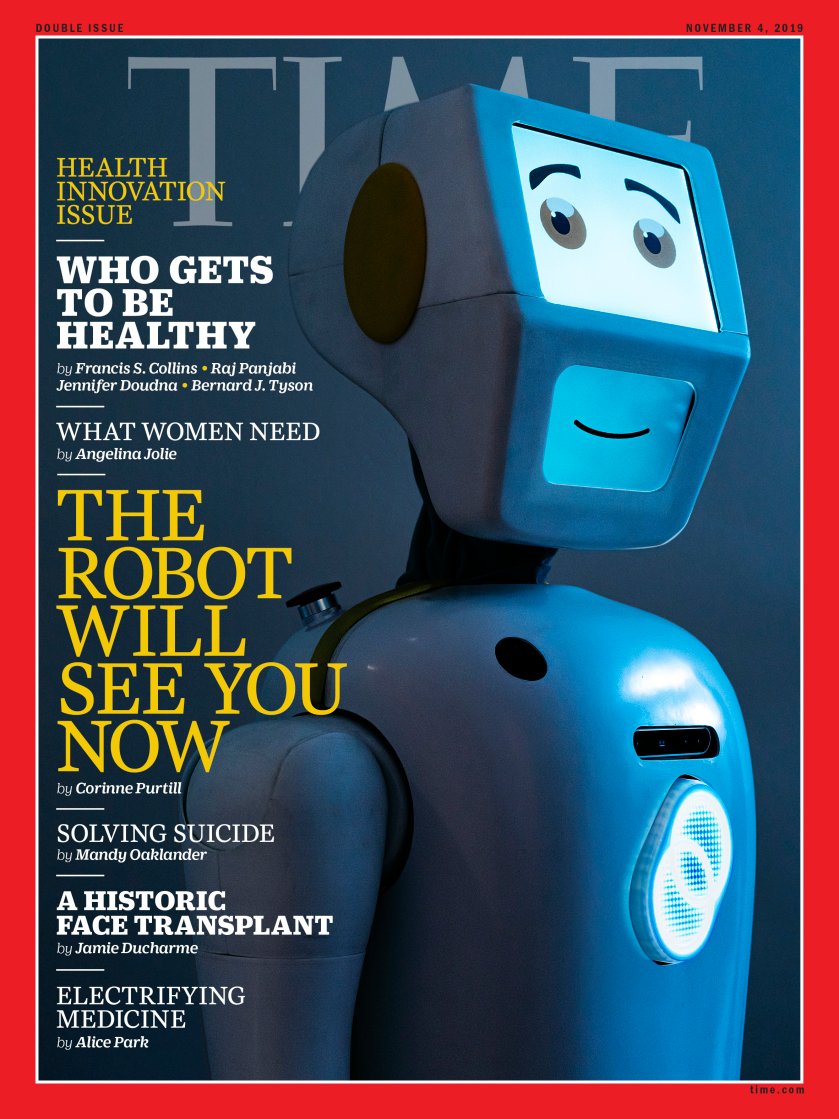 DOUBLE ISSUE
NOVEMBER 4, 2019
TIME
HEALTH
INNOVATION
ISSUE
WHO GETS
TO BE
HEALTHY
by Francis S. Collins • Raj Panjabi
Jennifer Doudna • Bernard J. Tyson
WHAT WOMEN NEED
by Angelina Jolie
THE
ROBOT
WILL
SEE YOU
NOW
by Corinne Purtill
SOLVING SUICIDE
by Mandy Oaklander
A HISTORIC
FACE TRANSPLANT
by Jamie Ducharme
ELECTRIFYING
MEDICINE
by Alice Park
time.com